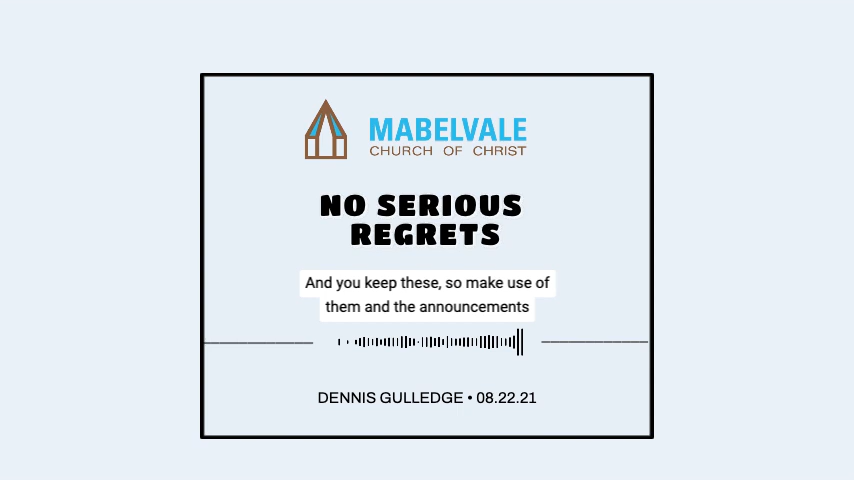 MABELVALE
CHURCH OF CHRIST
NO SERIOUS
REGRETS
And you keep these, so make use of
them and the announcements
DENNIS GULLEDGE • 08.22.21